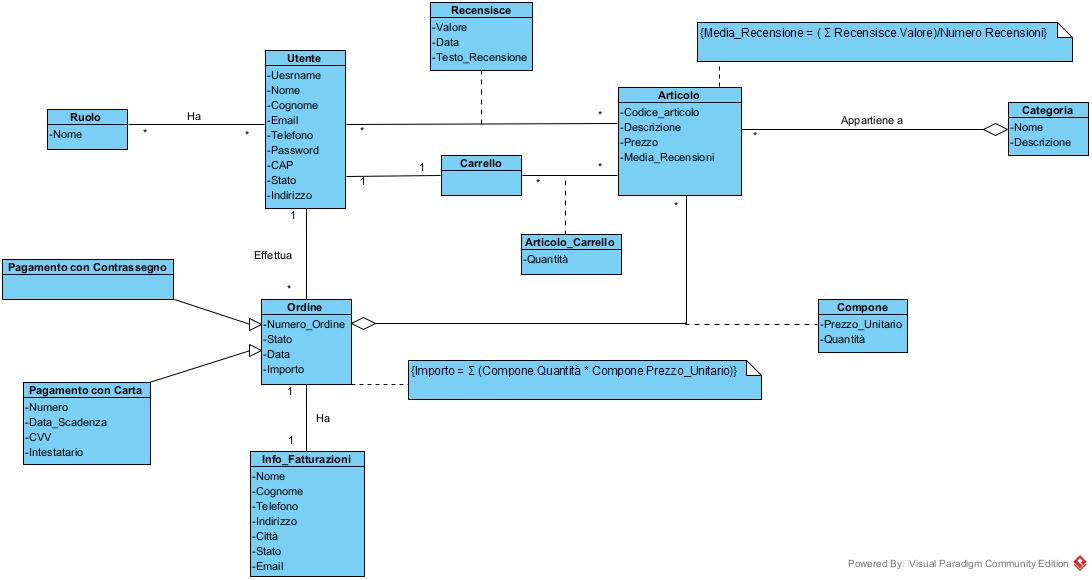 Recensisce
-Valore
-Data
-Testo_Recensione
{Media_Recensione = ( Σ Recensisce.Valore)/Numero Recensioni}
Utente
-Uesrname
-Nome
-Cognome
-Email
-Telefono
-Password
-CAP
-Stato
-Indirizzo
Ruolo
-Nome
Ha
*
*
*
*
Articolo
-Codice_articolo
-Descrizione
-Prezzo
-Media_Recensioni
Appartiene a
*
Categoria
-Nome
-Descrizione
1
1
Carrello
*
*
*
Articolo_Carrello
-Quantità
1
Effettua
*
Pagamento con Contrassegno
Ordine
-Numero_Ordine
-Stato
-Data
-Importo
Compone
-Prezzo_Unitario
-Quantità
{Importo = Σ (Compone.Quantità * Compone.Prezzo_Unitario)}
Pagamento con Carta
-Numero
-Data_Scadenza
-CVV
-Intestatario
1
Ha
1
Info_Fatturazioni
-Nome
-Cognome
-Telefono
-Indirizzo
-Città
-Stato
-Email
Powered By Visual Paradigm Community Edition